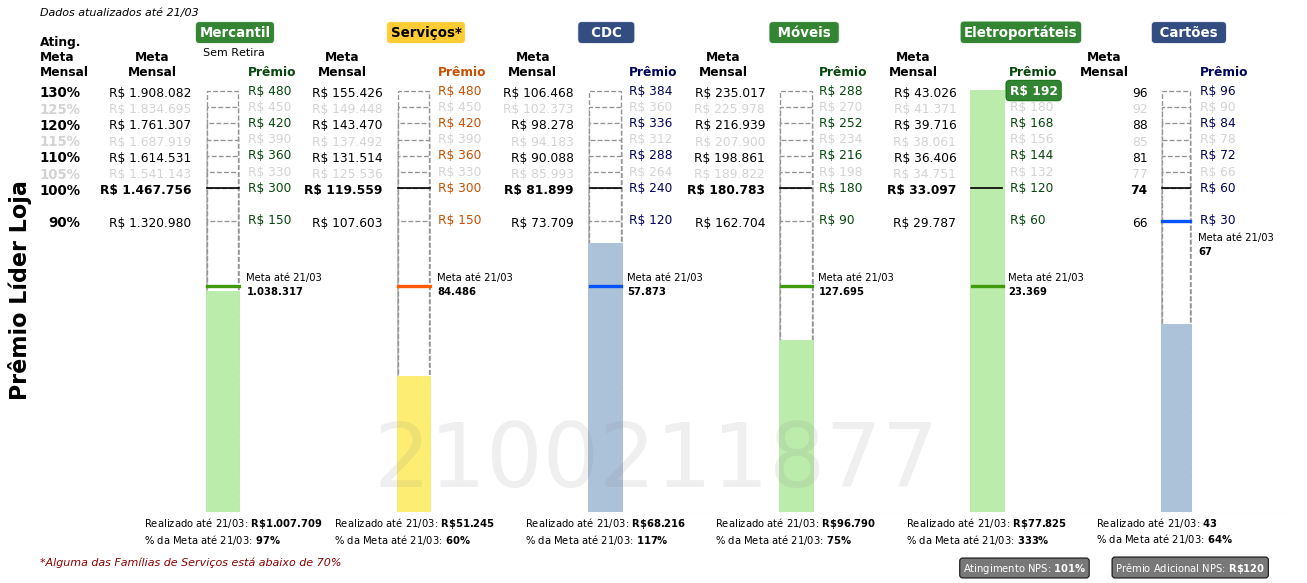 Dados atualizados até 21/03
Mercantil Serviços* CDC Móveis Eletroportáteis Cartões
Sem Retira
Ating. Meta Mensal
Meta Mensal Prêmio Meta Mensal Prêmio Meta Mensal Prêmio Meta Mensal Prêmio Meta Mensal Prêmio Meta Mensal Prêmio
130% R$ 1.908.082 R$ 480 R$ 155.426 R$ 480 R$ 106.468 R$ 384 R$ 235.017 R$ 288 R$ 43.026 R$ 192 96 R$ 96
125% R$ 1.834.695 R$ 450 R$ 149.448 R$ 450 R$ 102.373 R$ 360 R$ 225.978 R$ 270 R$ 41.371 R$ 180 92 R$ 90
120% R$ 1.761.307 R$ 420 R$ 143.470 R$ 420 R$ 98.278 R$ 336 R$ 216.939 R$ 252 R$ 39.716 R$ 168 88 R$ 84
115% R$ 1.687.919 R$ 390 R$ 137.492 R$ 390 R$ 94.183 R$ 312 R$ 207.900 R$ 234 R$ 38.061 R$ 156 85 R$ 78
110% R$ 1.614.531 R$ 360 R$ 131.514 R$ 360 R$ 90.088 R$ 288 R$ 198.861 R$ 216 R$ 36.406 R$ 144 81 R$ 72
105% R$ 1.541.143 R$ 330 R$ 125.536 R$ 330 R$ 85.993 R$ 264 R$ 189.822 R$ 198 R$ 34.751 R$ 132 77 R$ 66
100% R$ 1.467.756 R$ 300 R$ 119.559 R$ 300 R$ 81.899 R$ 240 R$ 180.783 R$ 180 R$ 33.097 R$ 120 74 R$ 60
90% R$ 1.320.980 R$ 150 R$ 107.603 R$ 150 R$ 73.709 R$ 120 R$ 162.704 R$ 90 R$ 29.787 R$ 60 66 R$ 30
Meta até 21/03
67
Meta até 21/03 Meta até 21/03 Meta até 21/03 Meta até 21/03 Meta até 21/03
1.038.317 84.486 57.873 127.695 23.369
Prêmio Líder Loja
2100211877
Realizado até 21/03: R$1.007.709 Realizado até 21/03: R$51.245 Realizado até 21/03: R$68.216 Realizado até 21/03: R$96.790 Realizado até 21/03: R$77.825 Realizado até 21/03: 43
% da Meta até 21/03: 97% % da Meta até 21/03: 60% % da Meta até 21/03: 117% % da Meta até 21/03: 75% % da Meta até 21/03: 333% % da Meta até 21/03: 64%
*Alguma das Famílias de Serviços está abaixo de 70%
Atingimento NPS: 101% Prêmio Adicional NPS: R$120